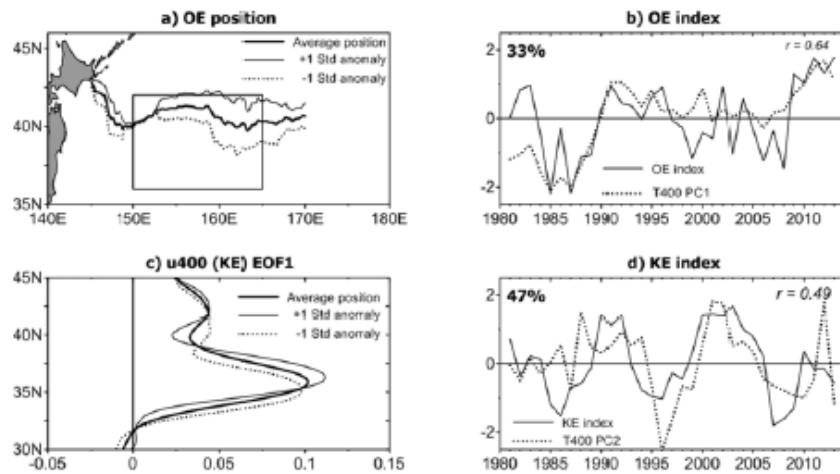 a) OE position
45N
40N
35N
140E 150E 160E 170E 180E
Average position
+1 Std anomaly
-1 Std anomaly
b) OE index
33%
r = 0.64
2
0
-2
OE index
T400 PC1
1980 1985 1990 1995 2000 2005 2010
c) u400 (KE) EOF1
45N
40N
35N
30N
-0.05 0 0.05 0.1 0.15
Average position
+1 Std anomaly
-1 Std anomaly
d) KE index
47%
r = 0.49
2
0
-2
KE index
T400 PC2
1980 1985 1990 1995 2000 2005 2010